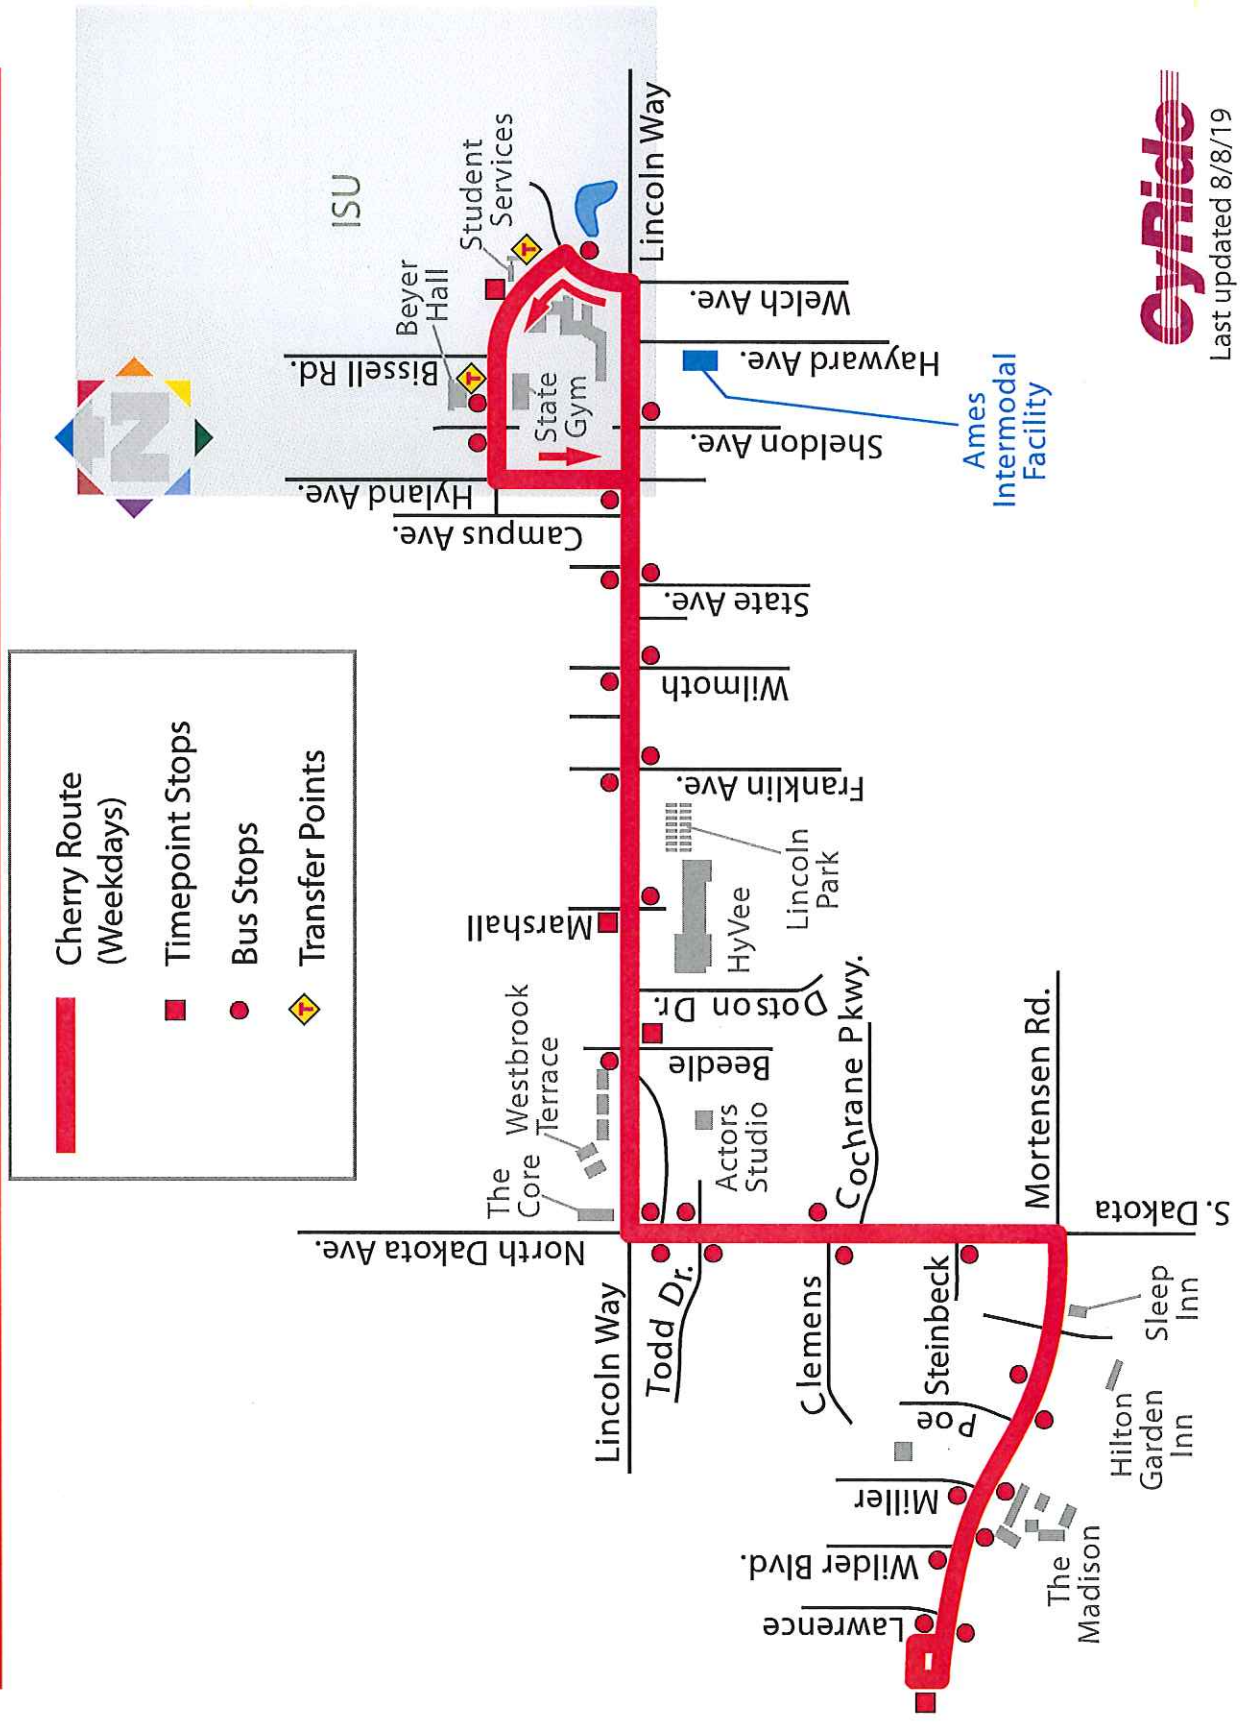 Cherry Route
(Weekdays)
Timepoint Stops
Bus Stops
T
Transfer Points
N
ISU
Student
Services
T
Beyer
Hall
Bissell Rd.
T
State
Gym
Hyland Ave.
Campus Ave.
Lincoln Way
Welch Ave.
Hayward Ave.
Sheldon Ave.
Ames
Intermodal
Facility
State Ave.
Wilmoth
Franklin Ave.
Lincoln
Park
HyVee
Marshall
Dotson Dr.
Beedle
Westbrook
Terrace
The
Core
North Dakota Ave.
Actors
Studio
Cochrane Pkwy.
Mortensen Rd.
S. Dakota
Lincoln Way
Todd Dr.
Clemens
Steinbeck
Poe
Sleep
Inn
Hilton
Garden
Inn
Miller
Wilder Blvd.
The
Madison
Lawrence
CyRide
Last updated 8/8/19